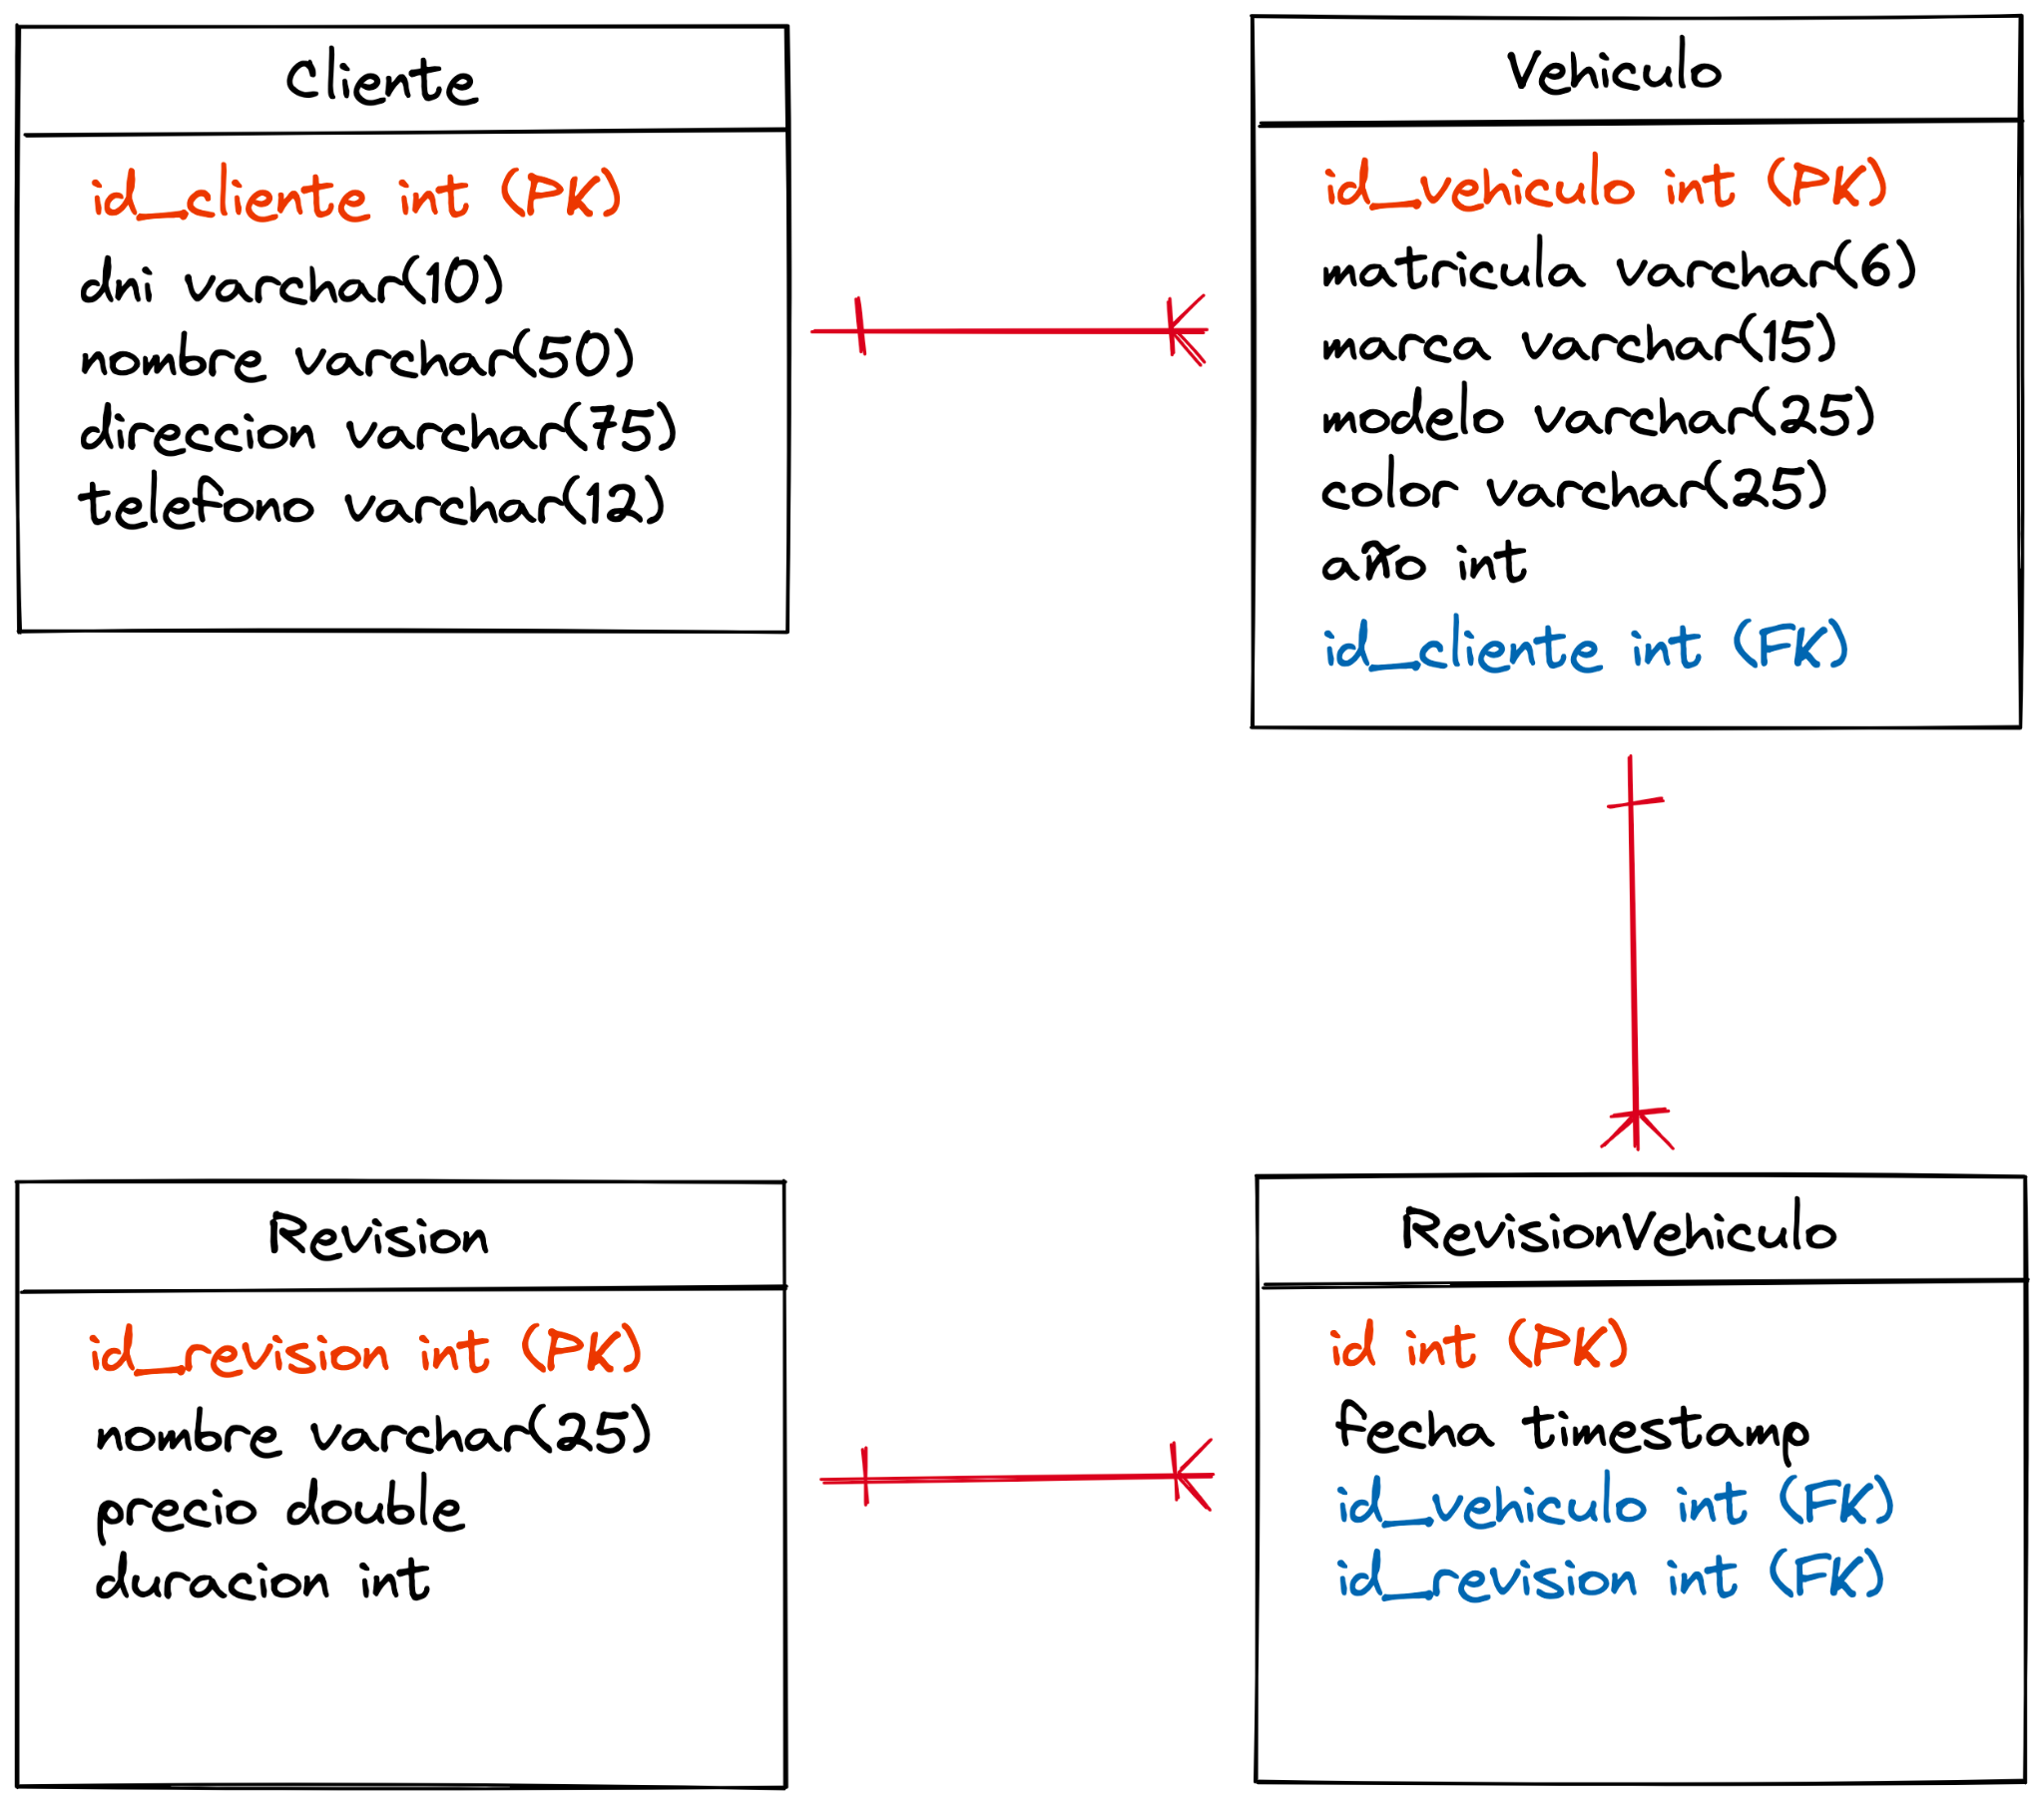 Cliente
id_cliente int (PK)
dni varchar(10)
nombre varchar(50)
direccion varchar(75)
telefono varchar(12)
Vehiculo
id_vehiculo int (PK)
matricula varchar(6)
marca varchar(15)
modelo varchar(25)
color varchar(25)
año int
id_cliente int (FK)
Revision
id_revision int (PK)
nombre varchar(25)
precio double
duracion int
RevisionVehiculo
id int (PK)
fecha timestamp
id_vehiculo int (FK)
id_revision int (FK)